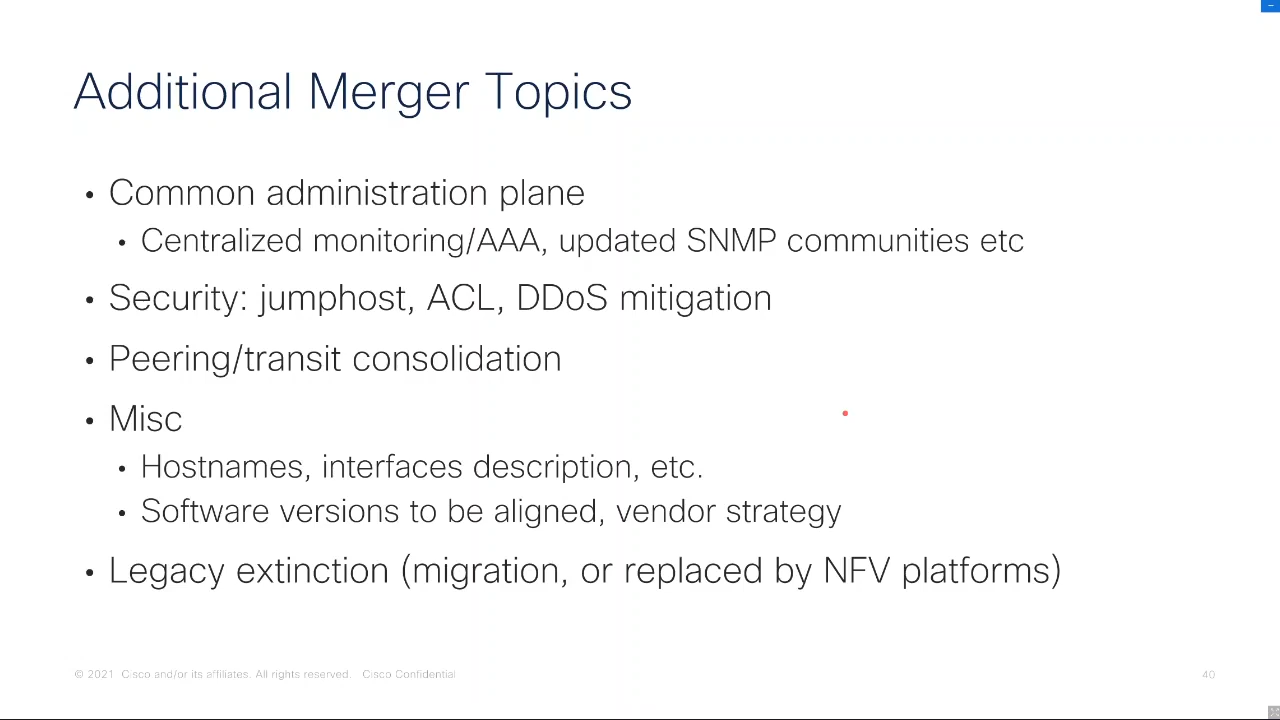 Additional Merger Topics
• Common administration plane
• Centralized monitoring/AAA, updated SNMP communities etc
• Security: jumphost, ACL, DDoS mitigation
• Peering/transit consolidation
• Misc
• Hostnames, interfaces description, etc.
• Software versions to be aligned, vendor strategy
• Legacy extinction (migration, or replaced by NFV platforms)
© 2021 Cisco and/or its affiliates. All rights reserved. Cisco Confidential
40